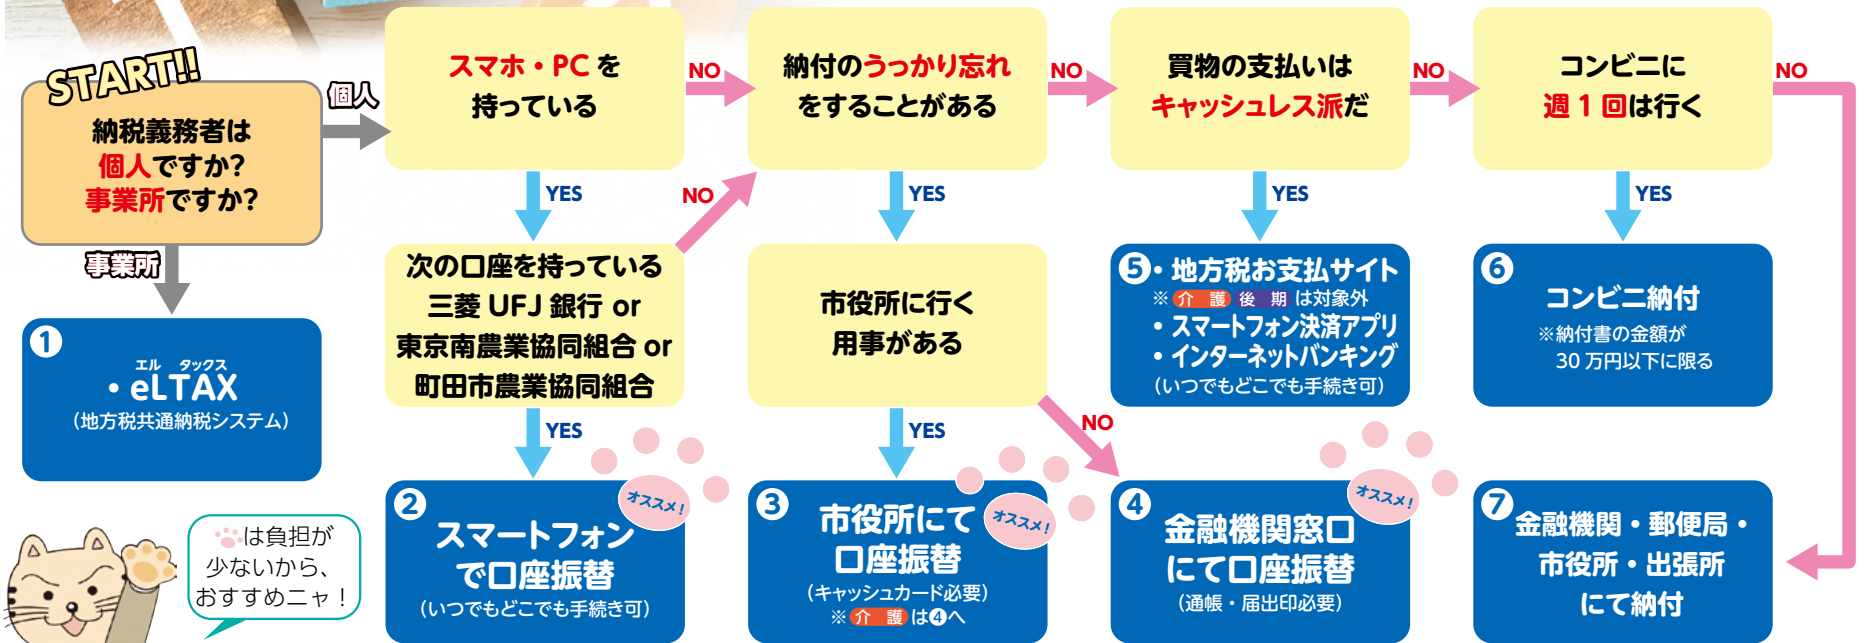 START!!
納税義務者は
個人ですか?
事業所ですか?
個人
事業所
❶
エル タックス
・eLTAX
(地方税共通納税システム)
スマホ・PCを
持っている
NO
YES
次の口座を持っている
三菱UFJ銀行 or
東京南農業協同組合 or
町田市農業協同組合
NO
YES
❷
オススメ!
スマートフォン
で口座振替
(いつでもどこでも手続き可)
納付のうっかり忘れ
をすることがある
NO
YES
市役所に行く
用事がある
NO
YES
❸
オススメ!
市役所にて
口座振替
(キャッシュカード必要)
※ 介護 は❹へ
❹
オススメ!
金融機関窓口
にて口座振替
(通帳・届出印必要)
買物の支払いは
キャッシュレス派だ
NO
YES
❺・地方税お支払サイト
※ 介護 後期 は対象外
・スマートフォン決済アプリ
・インターネットバンキング
(いつでもどこでも手続き可)
コンビニに
週1回は行く
NO
YES
❻
コンビニ納付
※納付書の金額が
30万円以下に限る
❼
金融機関・郵便局・
市役所・出張所
にて納付
は負担が
少ないから、
おすすめニャ!